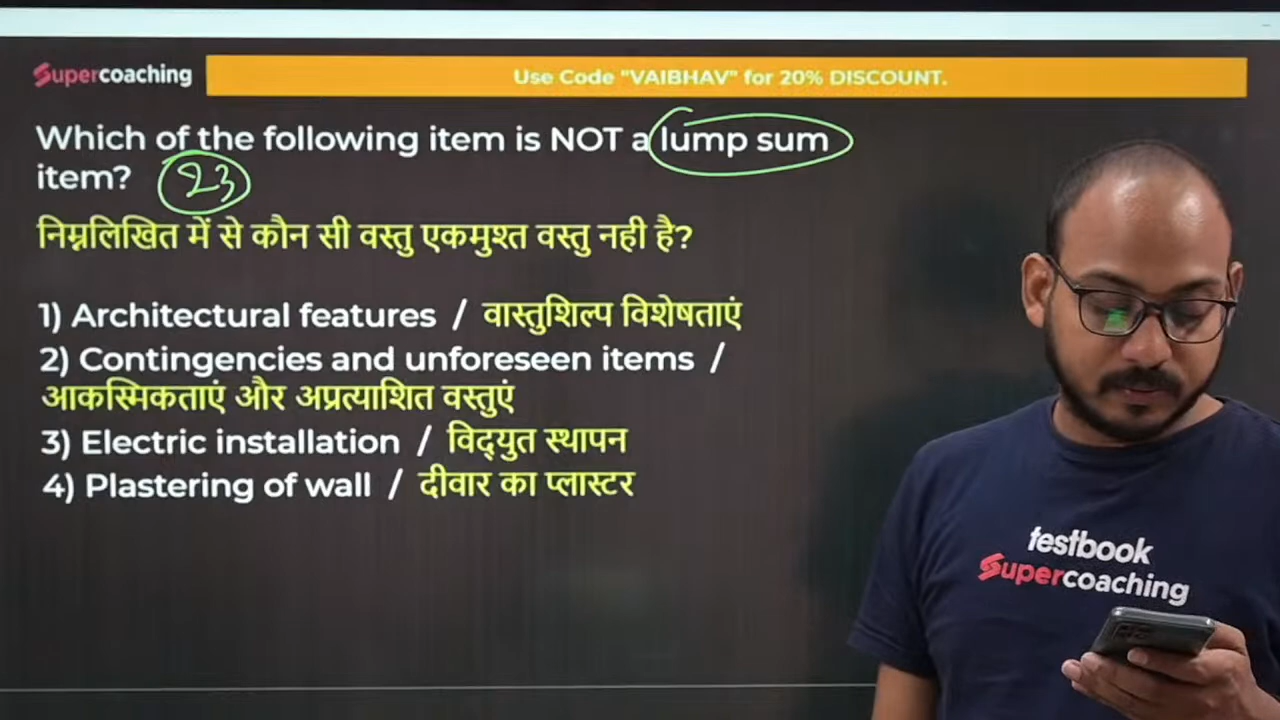 Supercoaching
Use Code "VAIBHAV" for 20% DISCOUNT.
Which of the following item is NOT a lump sum
item? 23
निम्नलिखित में से कौन सी वस्तु एकमुश्त वस्तु नही है?
1) Architectural features / वास्तुशिल्प विशेषताएं
2) Contingencies and unforeseen items /
आकस्मिकताएं और अप्रत्याशित वस्तुएं
3) Electric installation / विद्युत स्थापन
4) Plastering of wall / दीवार का प्लास्टर
testbook
Supercoaching